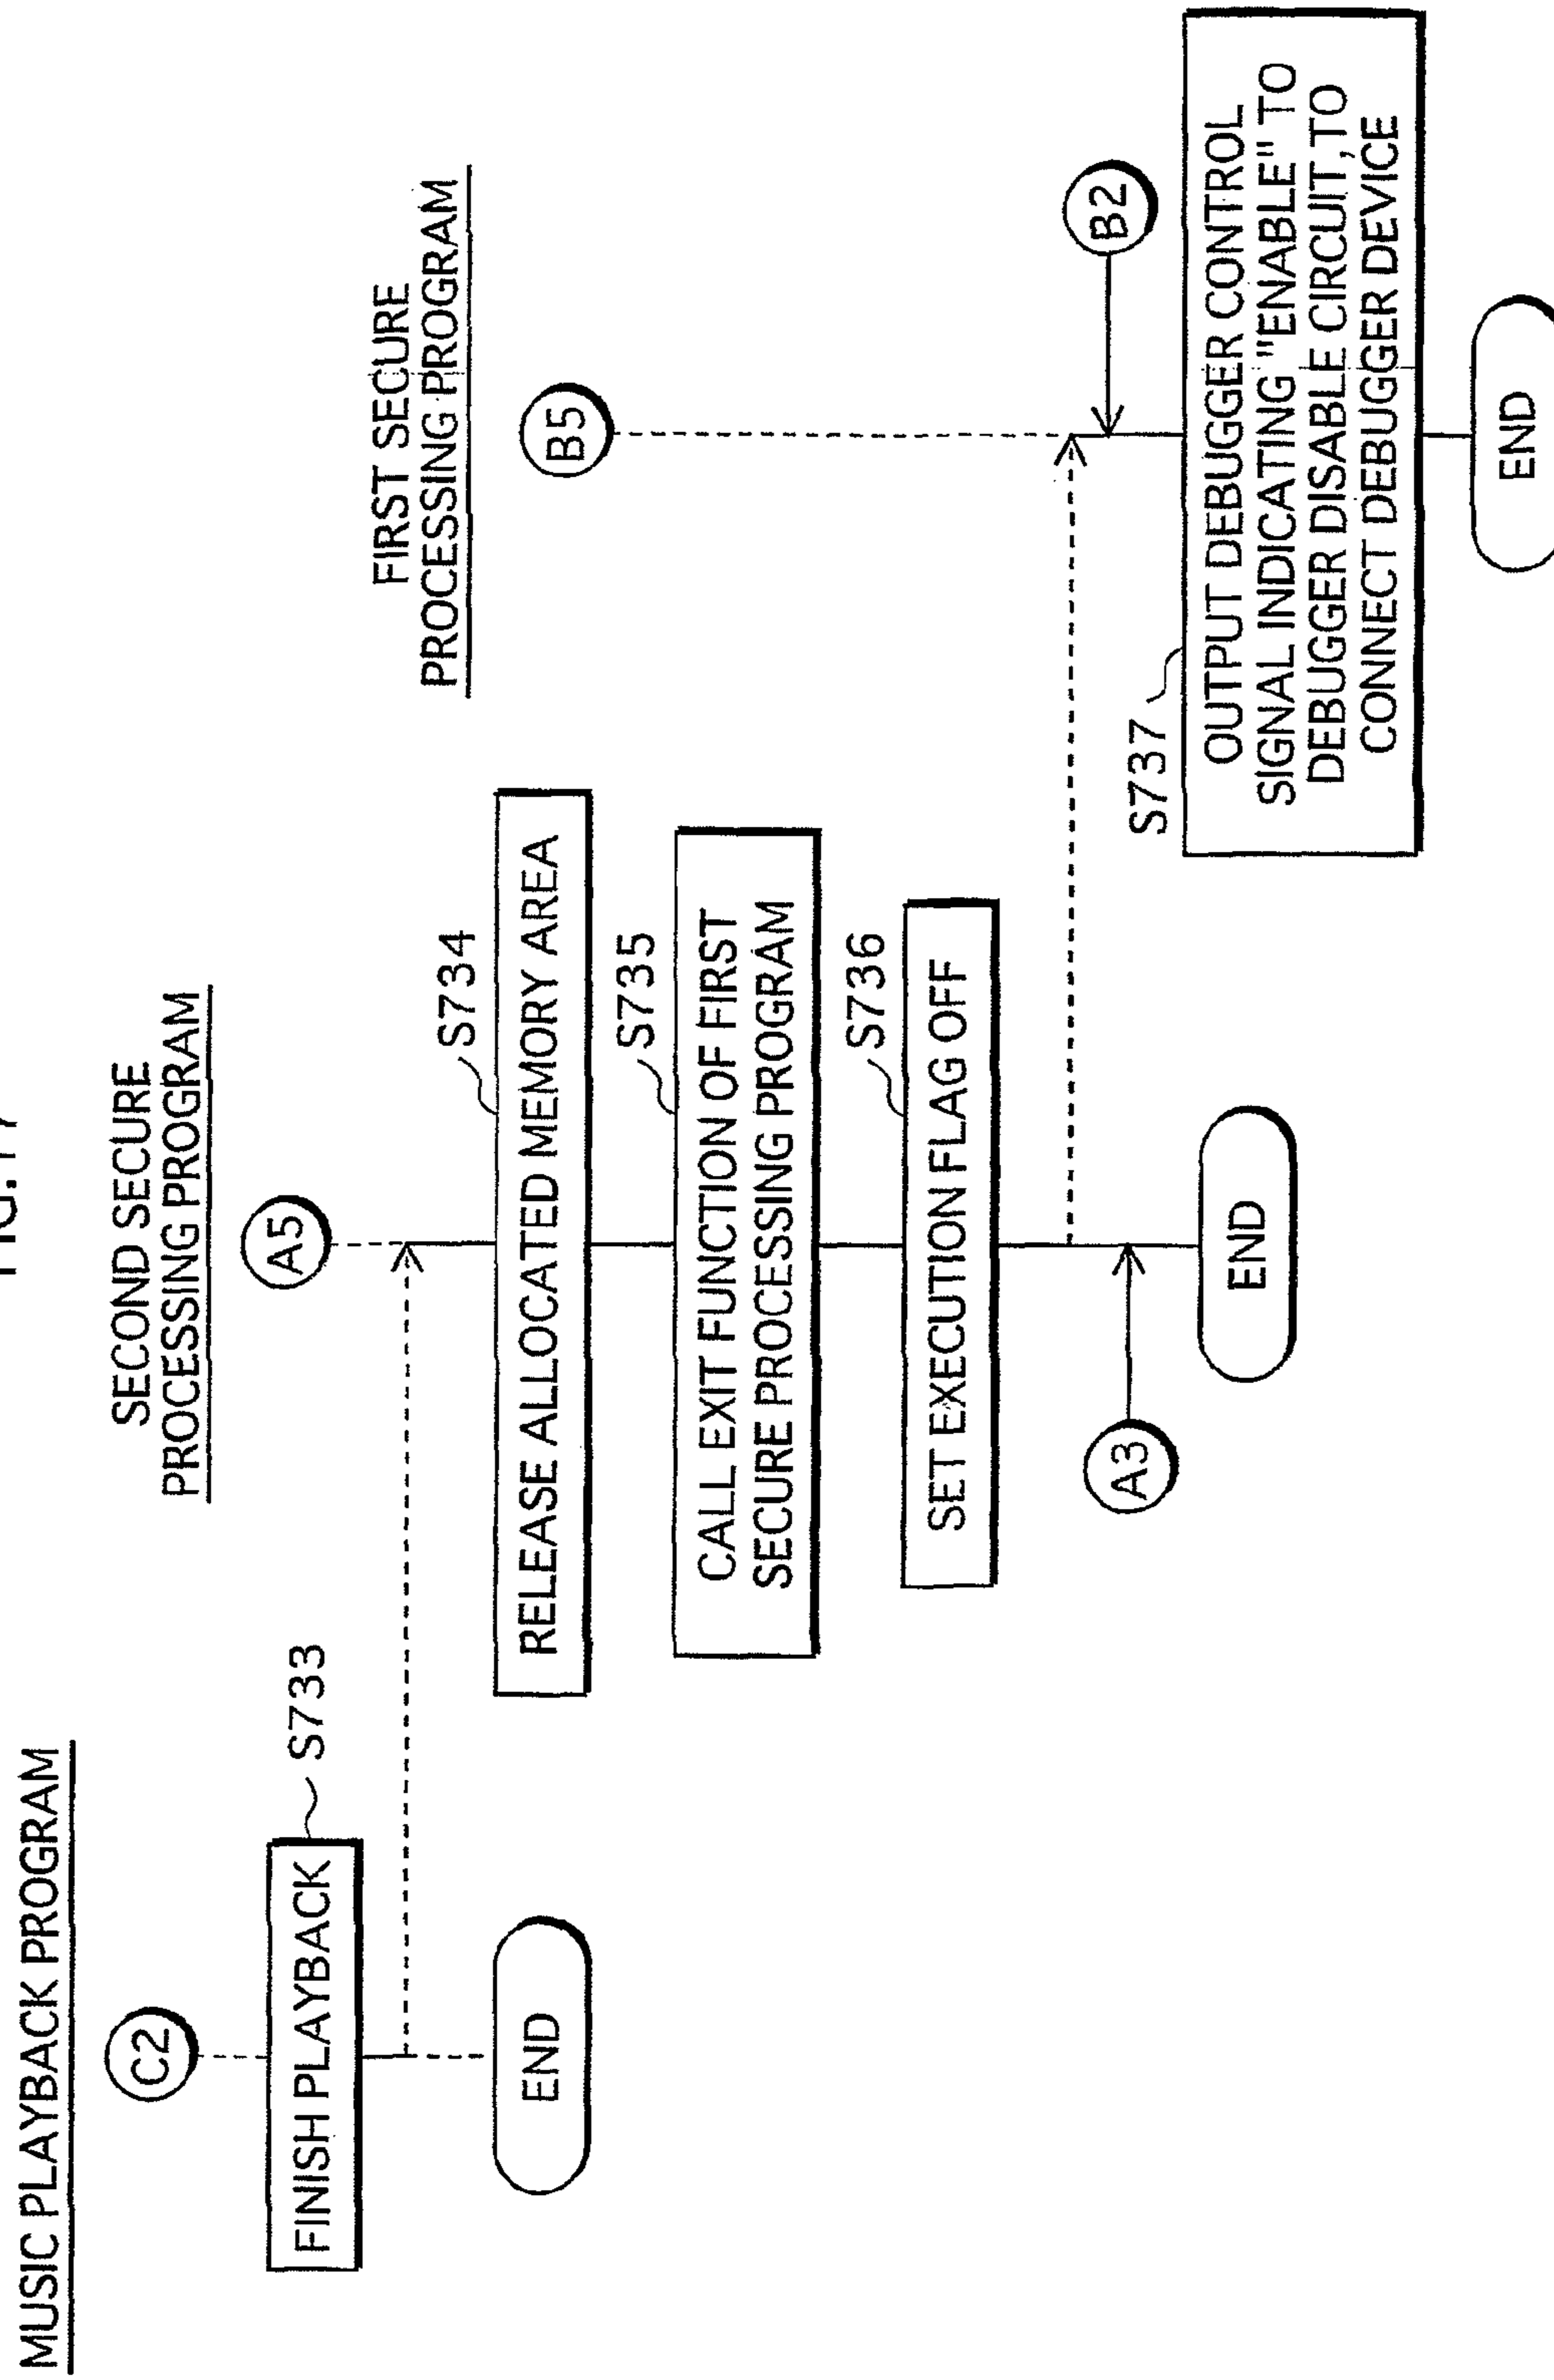 MUSIC PLAYBACK PROGRAM
C2
FINISH PLAYBACK
S733
END
SECOND SECURE
PROCESSING PROGRAM
A5
S734
RELEASE ALLOCATED MEMORY AREA
S735
CALL EXIT FUNCTION OF FIRST
SECURE PROCESSING PROGRAM
S736
SET EXECUTION FLAG OFF
A3
END
FIRST SECURE
PROCESSING PROGRAM
B5
B2
S737
OUTPUT DEBUGGER CONTROL
SIGNAL INDICATING "ENABLE" TO
DEBUGGER DISABLE CIRCUIT, TO
CONNECT DEBUGGER DEVICE
END